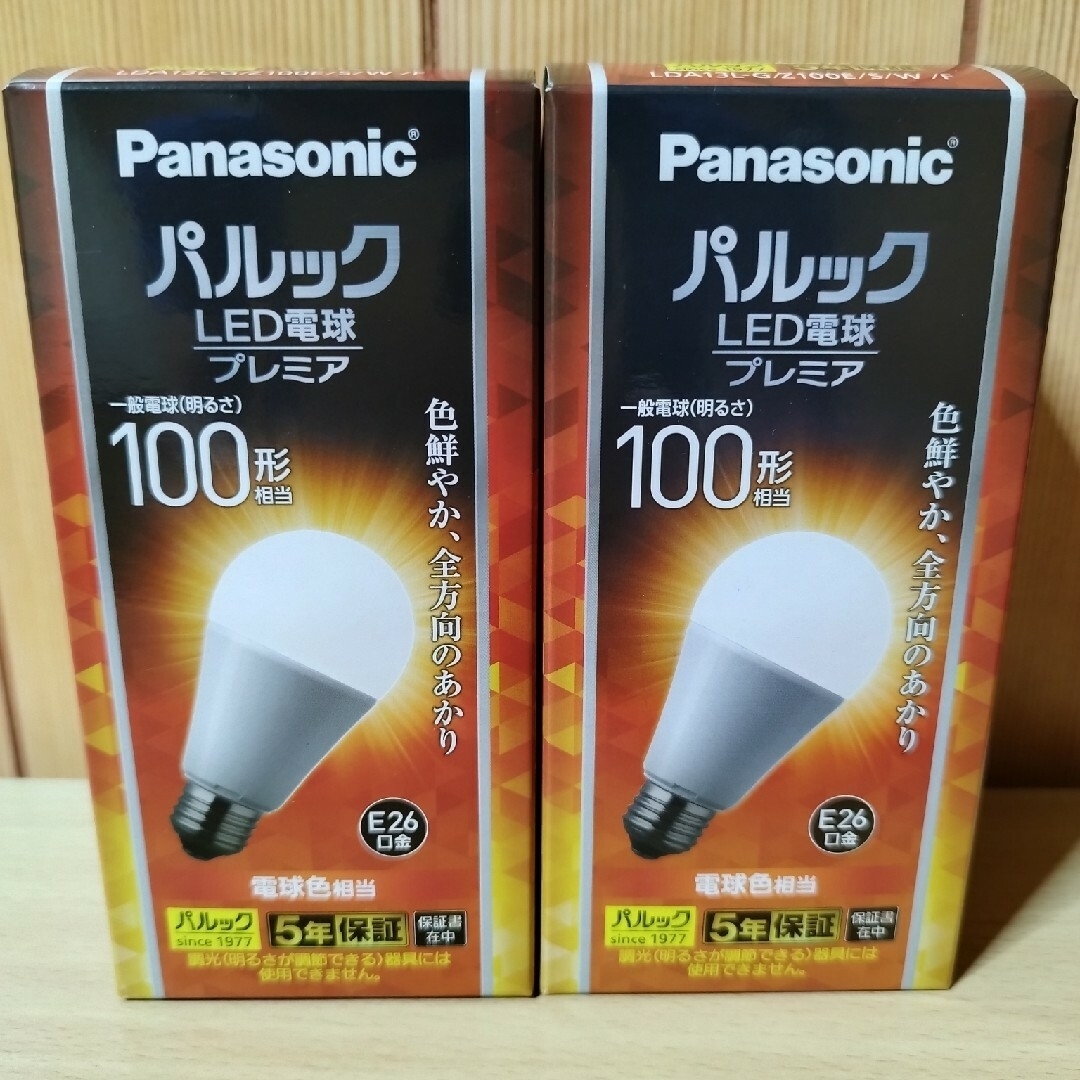 LDA13L-G/Z100E/S/W /F
Panasonic®
パルック
LED電球
プレミア
一般電球(明るさ)
100形
相当
色鮮やか、全方向のあかり
E26
口金
電球色相当
パルック
since 1977
5年保証
保証書
在中
調光(明るさが調節できる)器具には
使用できません。
LDA13L-G/Z100E/S/W /F
Panasonic®
パルック
LED電球
プレミア
一般電球(明るさ)
100形
相当
色鮮やか、全方向のあかり
E26
口金
電球色相当
パルック
since 1977
5年保証
保証書
在中
調光(明るさが調節できる)器具には
使用できません。